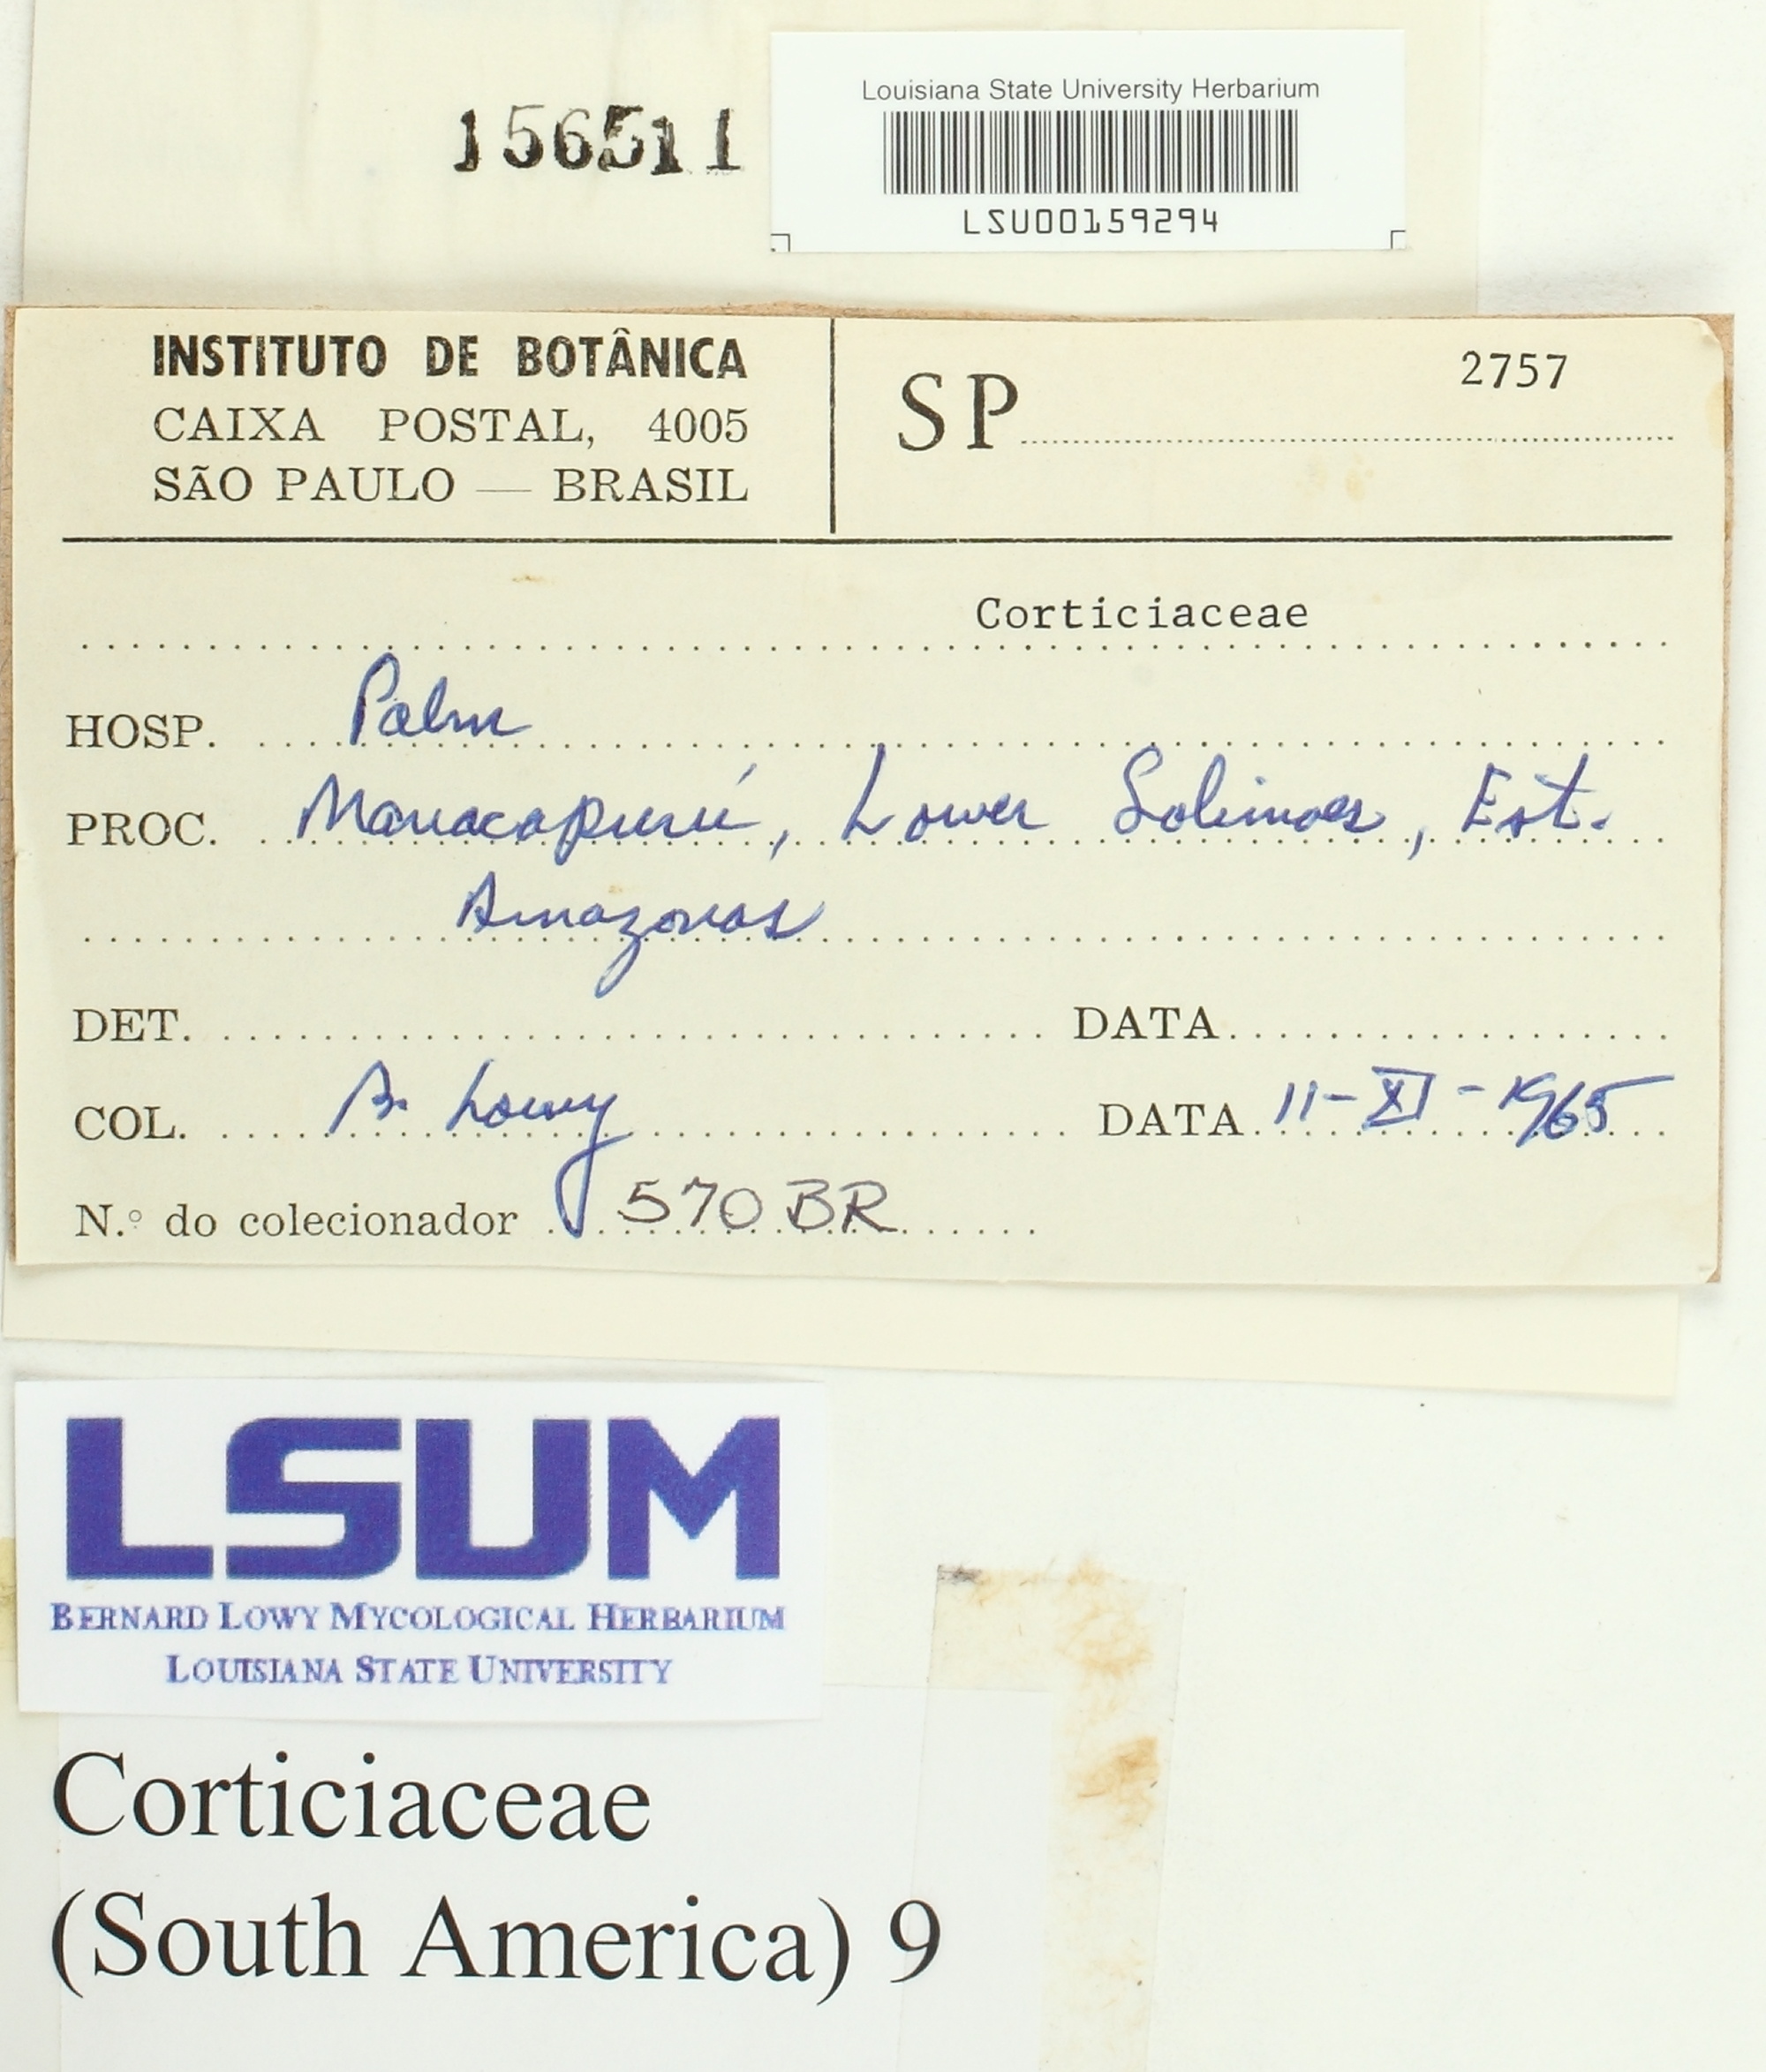 156511
Louisiana State University Herbarium
LSU00159294
INSTITUTO DE BOTÂNICA
CAIXA POSTAL, 4005
SÃO PAULO — BRASIL
SP 2757
Corticiaceae
HOSP. Palm
PROC. Manacapurú, Lower Solimoes, Est.
Amazonas
DET. DATA
COL. B. Lowy DATA 11-XI-1965
N.º do colecionador 570 BR
LSUM
BERNARD LOWY MYCOLOGICAL HERBARIUM
LOUISIANA STATE UNIVERSITY
Corticiaceae
(South America) 9